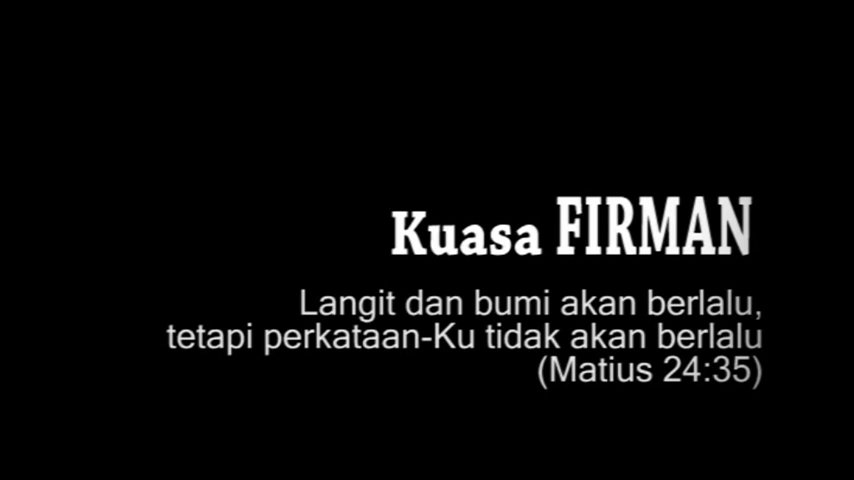 Kuasa FIRMAN
Langit dan bumi akan berlalu,
tetapi perkataan-Ku tidak akan berlalu
(Matius 24:35)